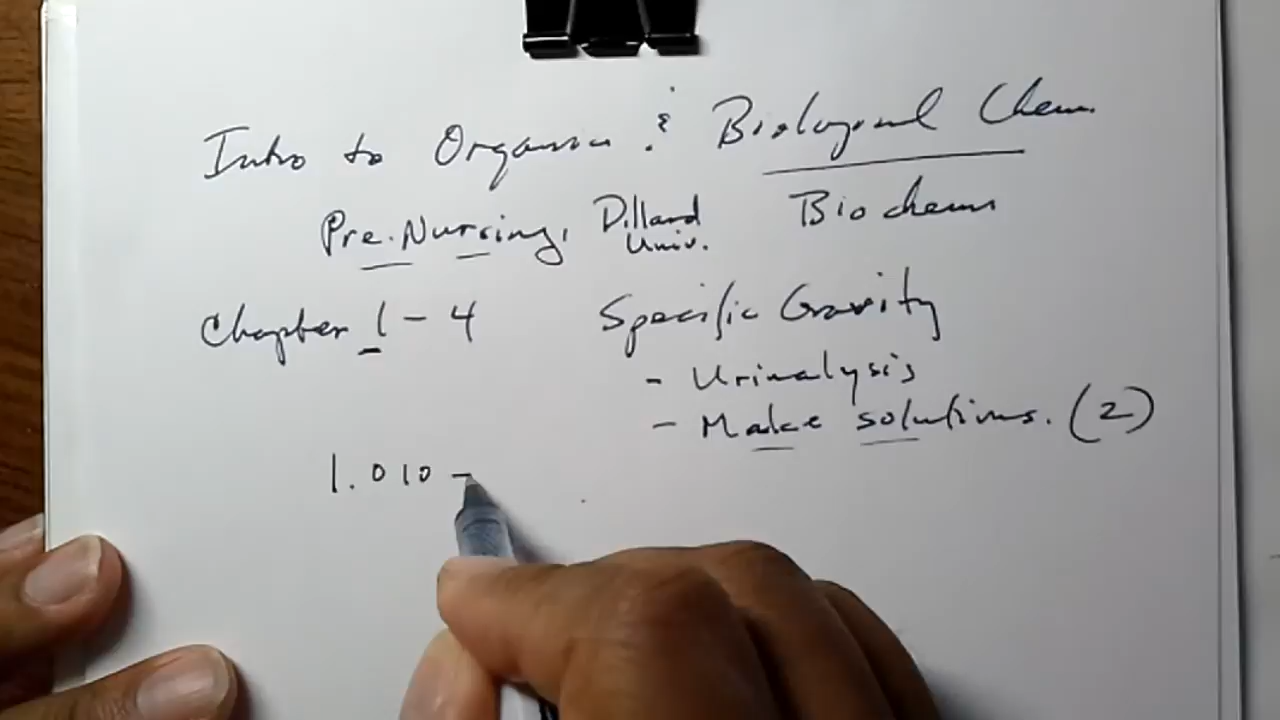 Intro to Organic & Biological Chem.
Pre-Nursing, Dillard Univ.
Biochem
Chapter 1-4
Specific Gravity
- Urinalysis
- Make solutions. (2)
1.010 -